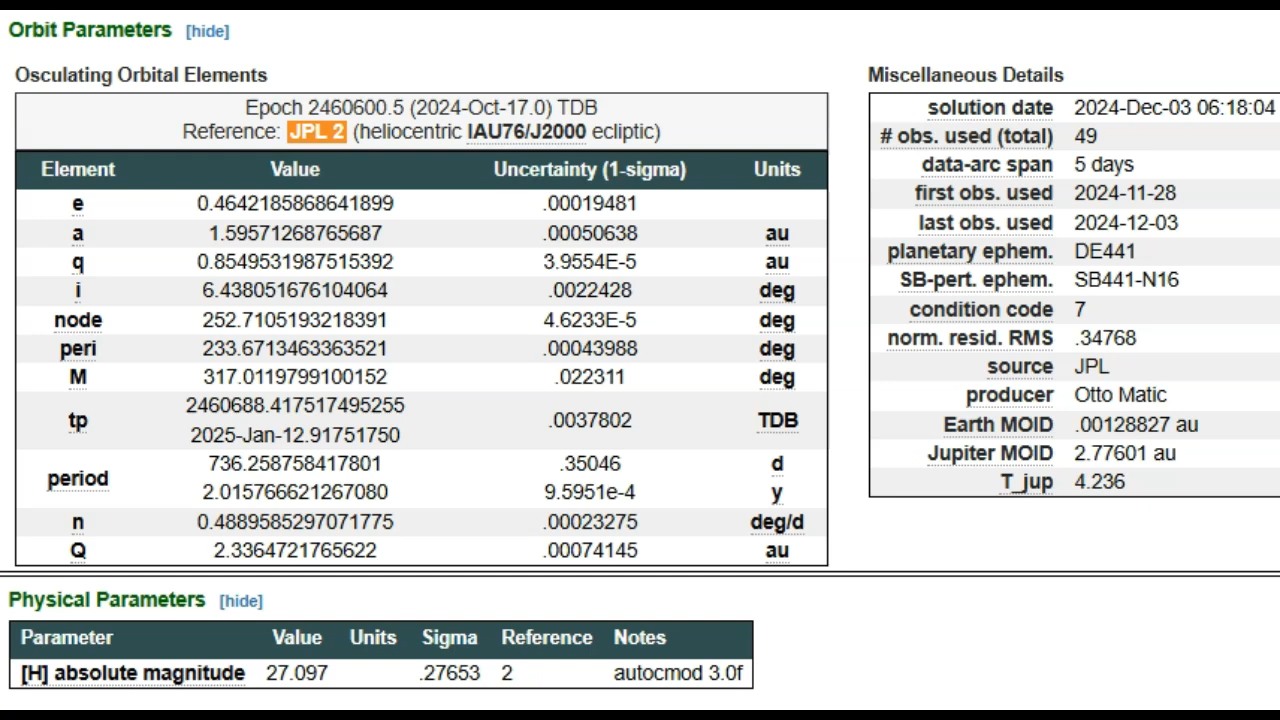 Orbit Parameters [hide]
Osculating Orbital Elements
Epoch 2460600.5 (2024-Oct-17.0) TDB
Reference: JPL 2 (heliocentric IAU76/J2000 ecliptic)
Element Value Uncertainty (1-sigma) Units
e 0.4642185868641899 .00019481
a 1.59571268765687 .00050638 au
q 0.8549531987515392 3.9554E-5 au
i 6.438051676104064 .0022428 deg
node 252.7105193218391 4.6233E-5 deg
peri 233.6713463363521 .00043988 deg
M 317.0119799100152 .022311 deg
tp 2460688.417517495255 .0037802 TDB
2025-Jan-12.91751750
period 736.258758417801 .35046 d
2.015766621267080 9.5951e-4 y
n 0.4889585297071775 .00023275 deg/d
Q 2.3364721765622 .00074145 au
Miscellaneous Details
solution date 2024-Dec-03 06:18:04
# obs. used (total) 49
data-arc span 5 days
first obs. used 2024-11-28
last obs. used 2024-12-03
planetary ephem. DE441
SB-pert. ephem. SB441-N16
condition code 7
norm. resid. RMS .34768
source JPL
producer Otto Matic
Earth MOID .00128827 au
Jupiter MOID 2.77601 au
T_jup 4.236
Physical Parameters [hide]
Parameter Value Units Sigma Reference Notes
[H] absolute magnitude 27.097 .27653 2 autocmod 3.0f